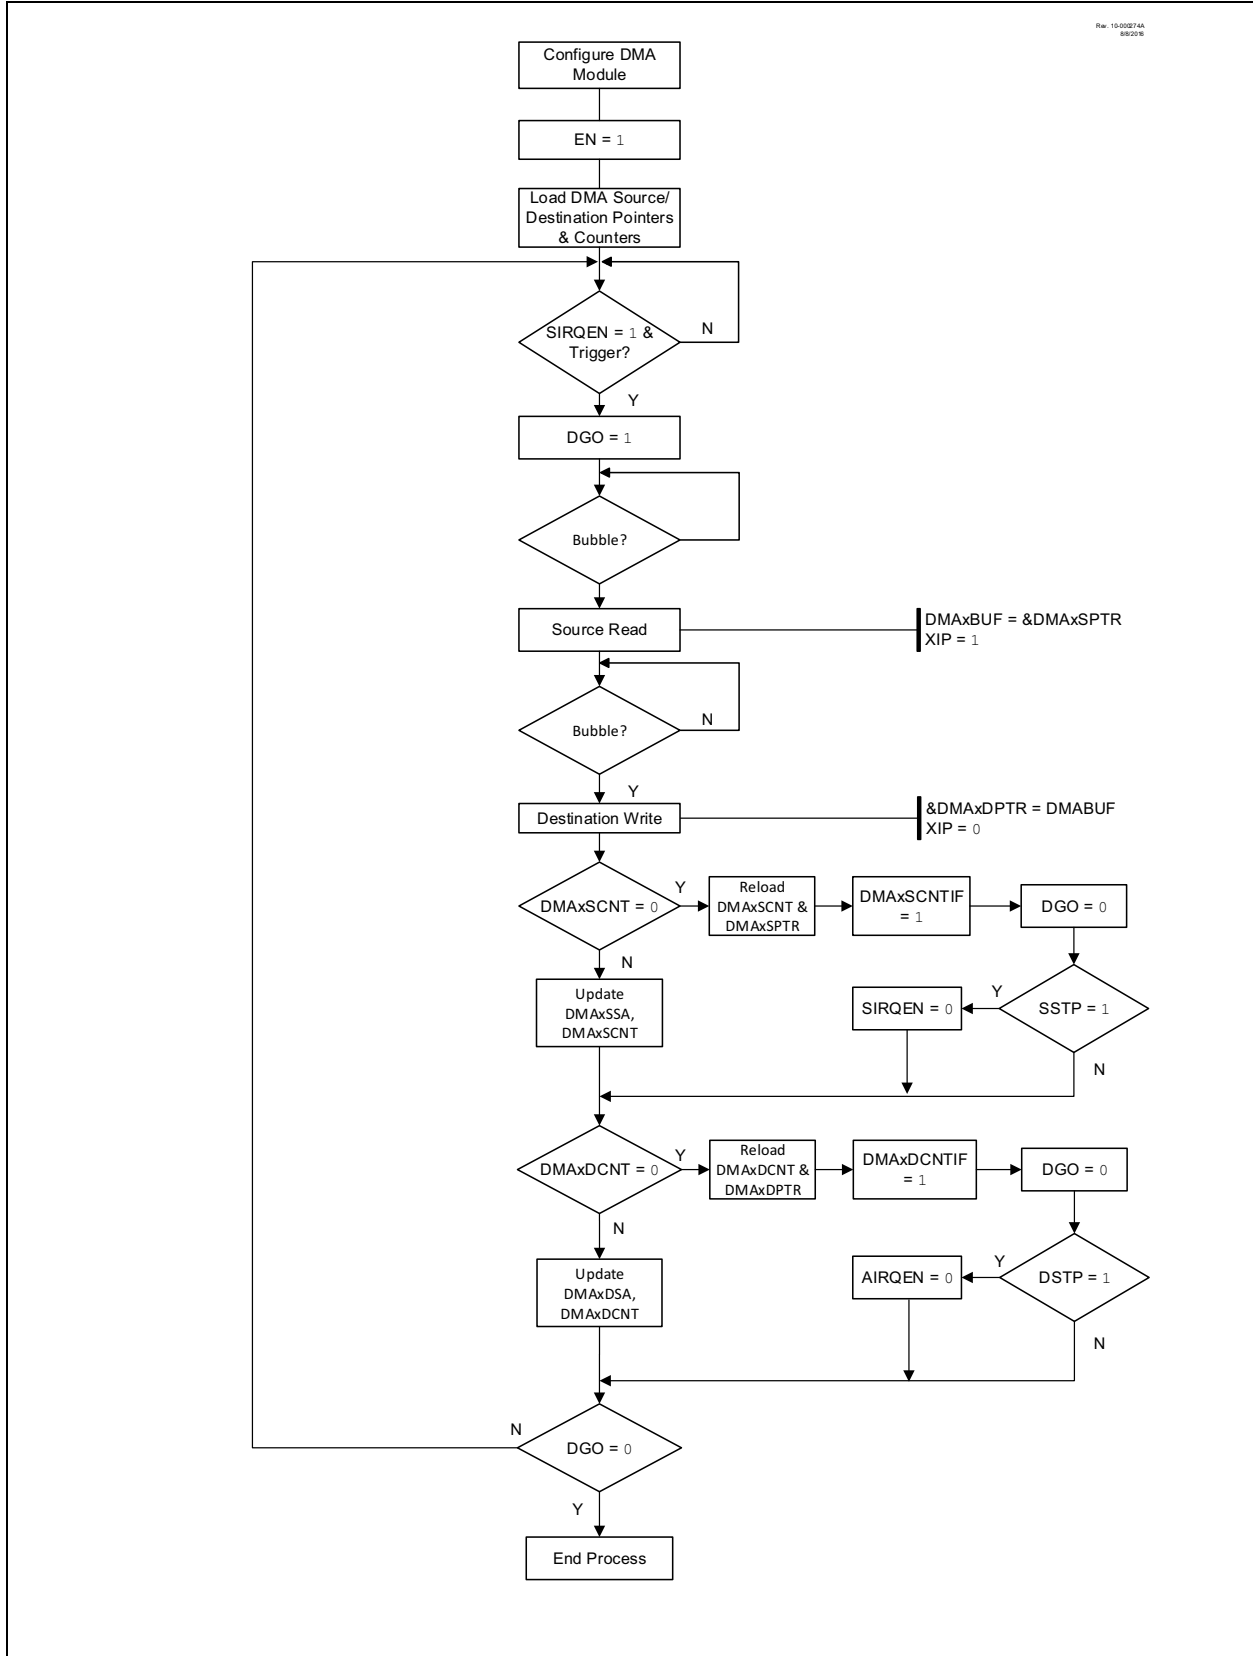 Rev. 10-000274A
8/8/2016
Configure DMA
Module
EN = 1
Load DMA Source/
Destination Pointers
& Counters
SIRQEN = 1 &
Trigger?
N
Y
DGO = 1
Bubble?
Source Read
DMAxBUF = &DMAxSPTR
XIP = 1
Bubble?
N
Y
Destination Write
&DMAxDPTR = DMABUF
XIP = 0
DMAxSCNT = 0
Y
Reload
DMAxSCNT &
DMAxSPTR
DMAxSCNTIF
= 1
DGO = 0
N
Update
DMAxSSA,
DMAxSCNT
SIRQEN = 0
Y
SSTP = 1
N
DMAxDCNT = 0
Y
Reload
DMAxDCNT &
DMAxDPTR
DMAxDCNTIF
= 1
DGO = 0
N
Update
DMAxDSA,
DMAxDCNT
AIRQEN = 0
Y
DSTP = 1
N
N
DGO = 0
Y
End Process